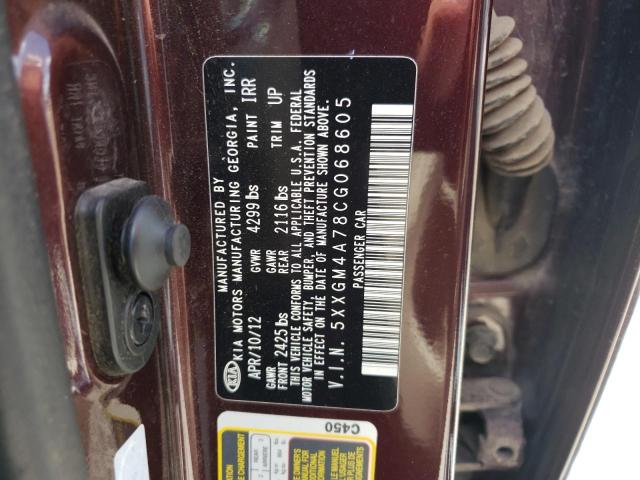 MANUFACTURED BY
KIA KIA MOTORS MANUFACTURING GEORGIA, INC.
APR/10/12 GVWR 4299 lbs PAINT IRR
GAWR FRONT 2425 lbs GAWR REAR 2116 lbs TRIM UP
THIS VEHICLE CONFORMS TO ALL APPLICABLE U.S.A. FEDERAL
MOTOR VEHICLE SAFETY, BUMPER, AND THEFT PREVENTION STANDARDS
IN EFFECT ON THE DATE OF MANUFACTURE SHOWN ABOVE.
V.I.N. 5XXGM4A78CG068605
PASSENGER CAR
C450